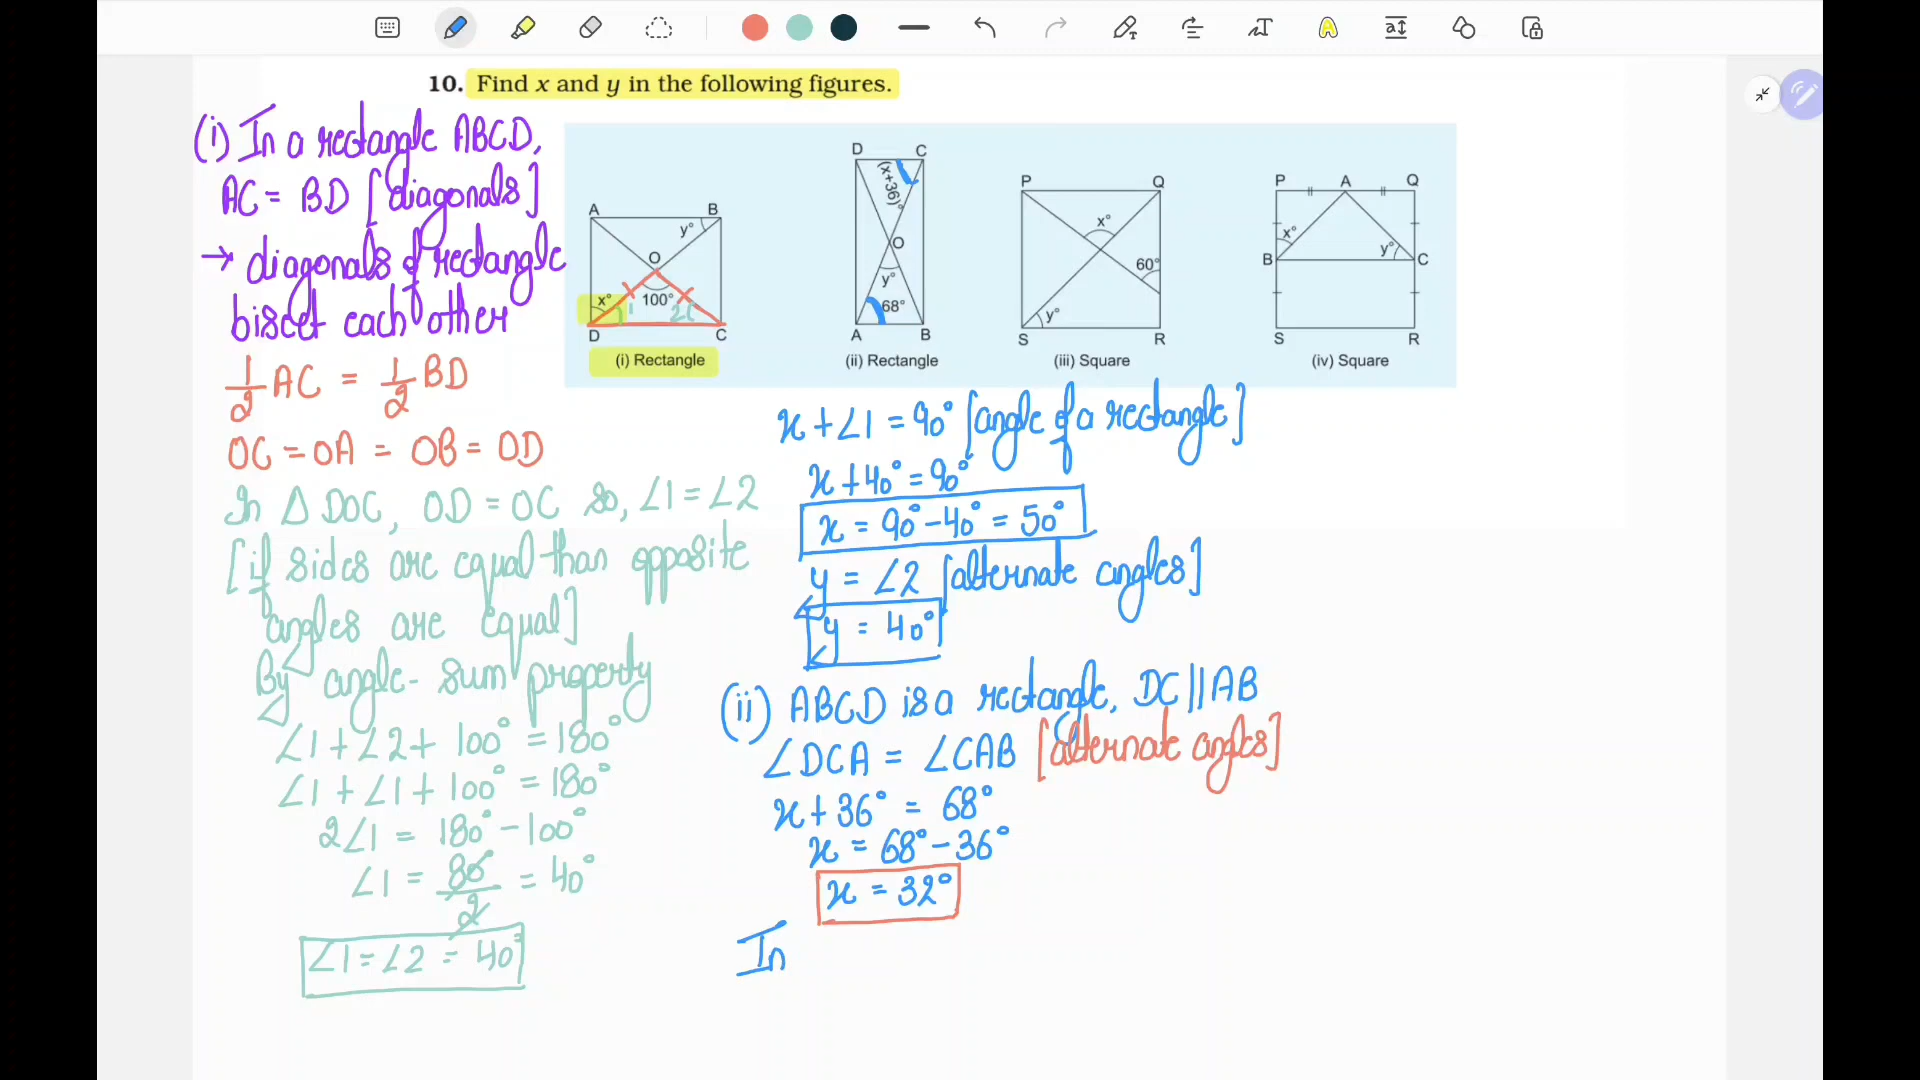 10. Find x and y in the following figures.
(i) In a rectangle ABCD,
AC = BD [diagonals]
→ diagonals of rectangle
biscet each other
1/2 AC = 1/2 BD
OC = OA = OB = OD
In △ DOC, OD = OC so, ∠1 = ∠2
[if sides are equal than opposite
angles are equal]
By angle-sum property
∠1 + ∠2 + 100° = 180°
∠1 + ∠1 + 100° = 180°
2∠1 = 180° - 100°
∠1 = 80/2 = 40°
∠1 = ∠2 = 40°
A B
y°
O
x° 1 100° 2
D C
(i) Rectangle
D C
(x+36)°
O
y°
68°
A B
(ii) Rectangle
P Q
x°
60°
y°
S R
(iii) Square
P A Q
x° y°
B C
S R
(iv) Square
x + ∠1 = 90° [angle of a rectangle]
x + 40° = 90°
x = 90° - 40° = 50°
y = ∠2 [alternate angles]
y = 40°
(ii) ABCD is a rectangle, DC || AB
∠DCA = ∠CAB [alternate angles]
x + 36° = 68°
x = 68° - 36°
x = 32°
In